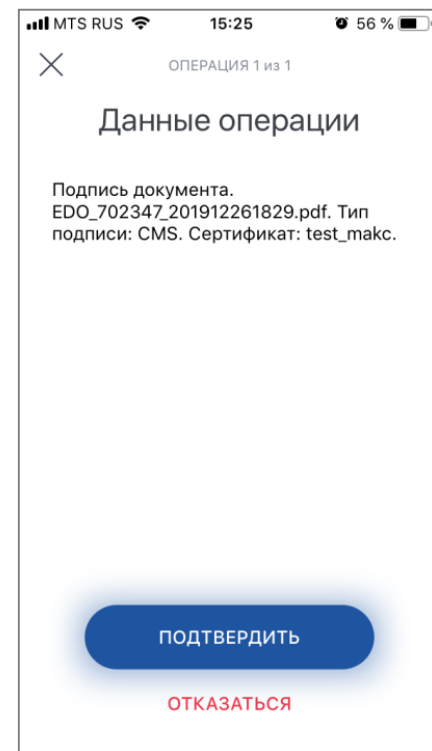 MTS RUS 15:25 56 %
ОПЕРАЦИЯ 1 из 1
Данные операции
Подпись документа.
EDO_702347_201912261829.pdf. Тип
подписи: CMS. Сертификат: test_makc.
ПОДТВЕРДИТЬ
ОТКАЗАТЬСЯ